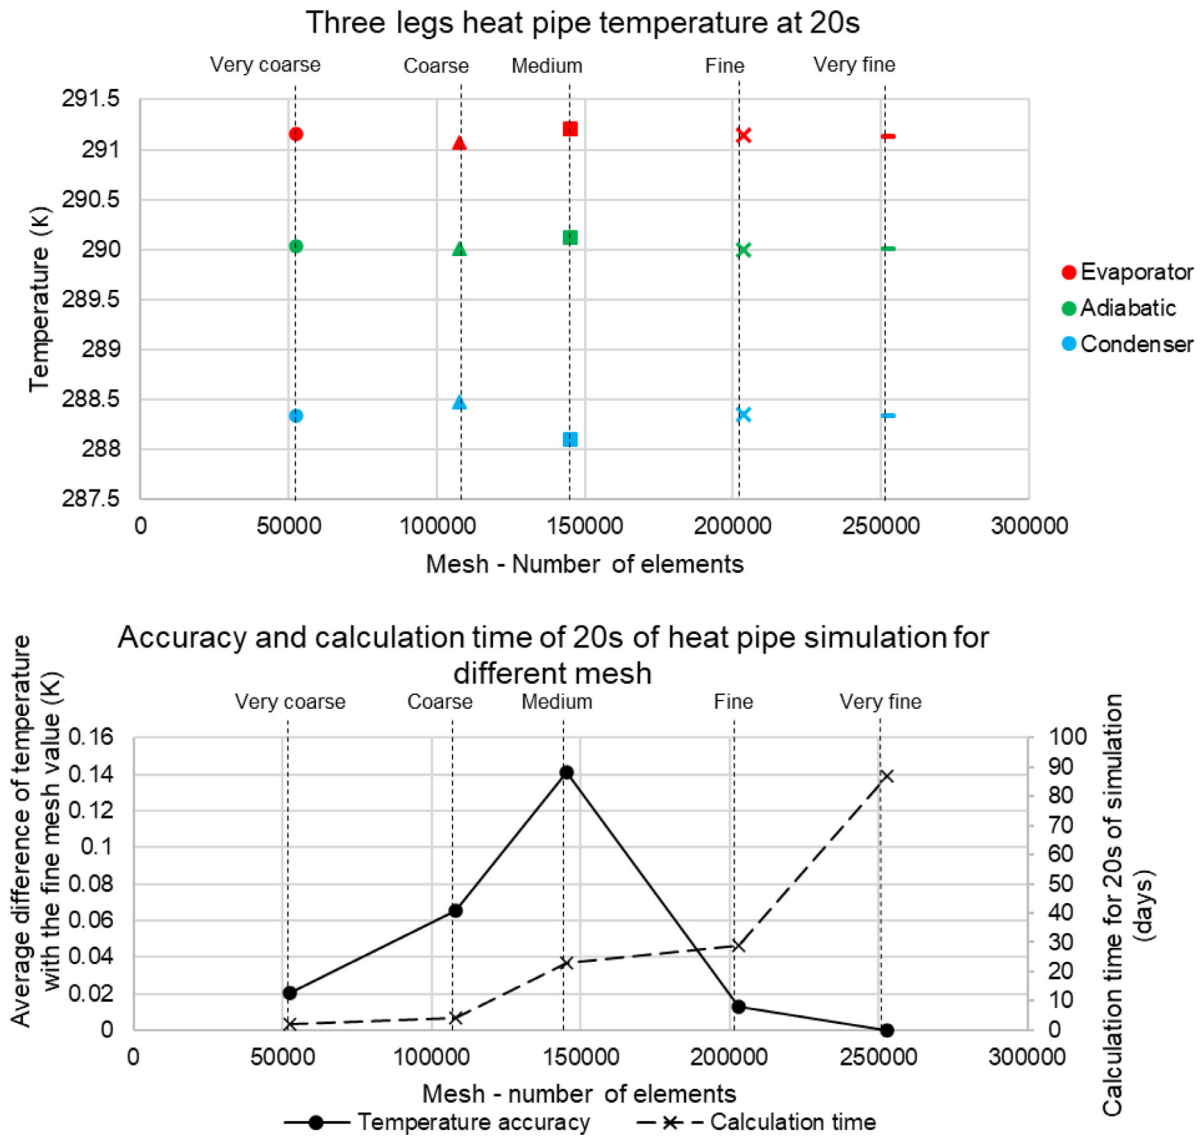 Three legs heat pipe temperature at 20s
Very coarse
Coarse
Medium
Fine
Very fine
291.5
291
290.5
290
289.5
289
288.5
288
287.5
Temperature (K)
0
50000
100000
150000
200000
250000
300000
Mesh - Number of elements
Evaporator
Adiabatic
Condenser
Accuracy and calculation time of 20s of heat pipe simulation for
different mesh
Very coarse
Coarse
Medium
Fine
Very fine
Average difference of temperature
with the fine mesh value (K)
0.16
0.14
0.12
0.1
0.08
0.06
0.04
0.02
0
100
90
80
70
60
50
40
30
20
10
0
Calculation time for 20s of simulation
(days)
0
50000
100000
150000
200000
250000
300000
Mesh - number of elements
Temperature accuracy
Calculation time